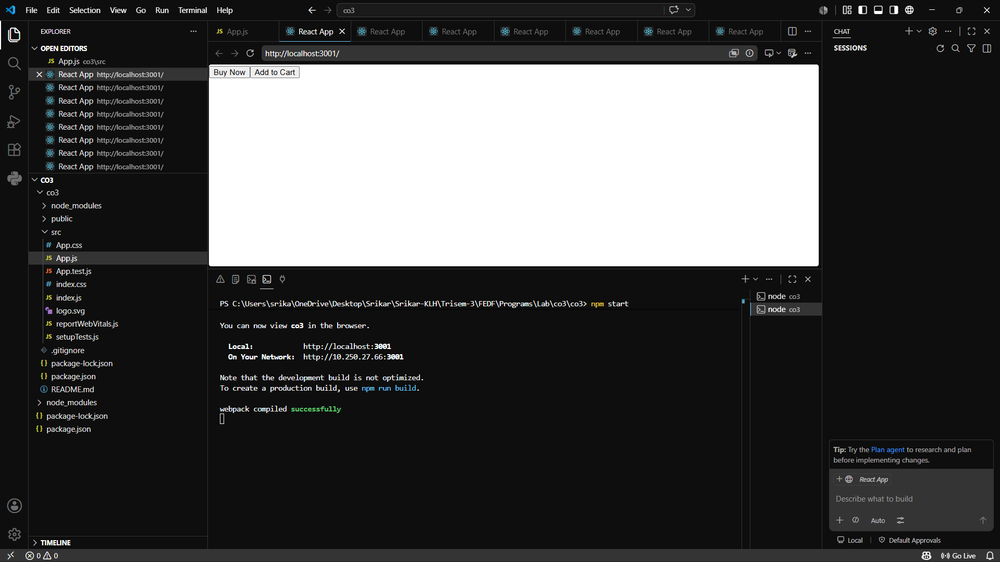 File Edit Selection View Go Run Terminal Help
co3
EXPLORER
OPEN EDITORS
JS App.js co3\src
React App http://localhost:3001/
React App http://localhost:3001/
React App http://localhost:3001/
React App http://localhost:3001/
React App http://localhost:3001/
React App http://localhost:3001/
React App http://localhost:3001/
React App http://localhost:3001/
CO3
co3
node_modules
public
src
# App.css
JS App.js
JS App.test.js
# index.css
JS index.js
logo.svg
JS reportWebVitals.js
JS setupTests.js
.gitignore
{} package-lock.json
{} package.json
README.md
node_modules
{} package-lock.json
{} package.json
TIMELINE
JS App.js React App React App React App React App React App React App React App
http://localhost:3001/
Buy Now Add to Cart
PS C:\Users\srika\OneDrive\Desktop\Srikar\Srikar-KLH\Trisem-3\FEDF\Programs\Lab\co3\co3> npm start
You can now view co3 in the browser.
Local: http://localhost:3001
On Your Network: http://10.250.27.66:3001
Note that the development build is not optimized.
To create a production build, use npm run build.
webpack compiled successfully
node co3
node co3
CHAT
SESSIONS
Tip: Try the Plan agent to research and plan
before implementing changes.
React App
Describe what to build
Auto
Local Default Approvals
0 0
Go Live